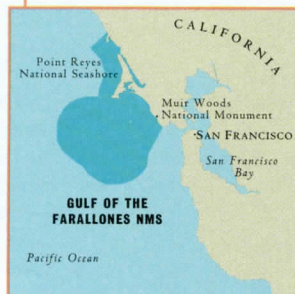 CALIFORNIA
Point Reyes
National Seashore
Muir Woods
National Monument
SAN FRANCISCO
San Francisco
Bay
GULF OF THE
FARALLONES NMS
Pacific Ocean